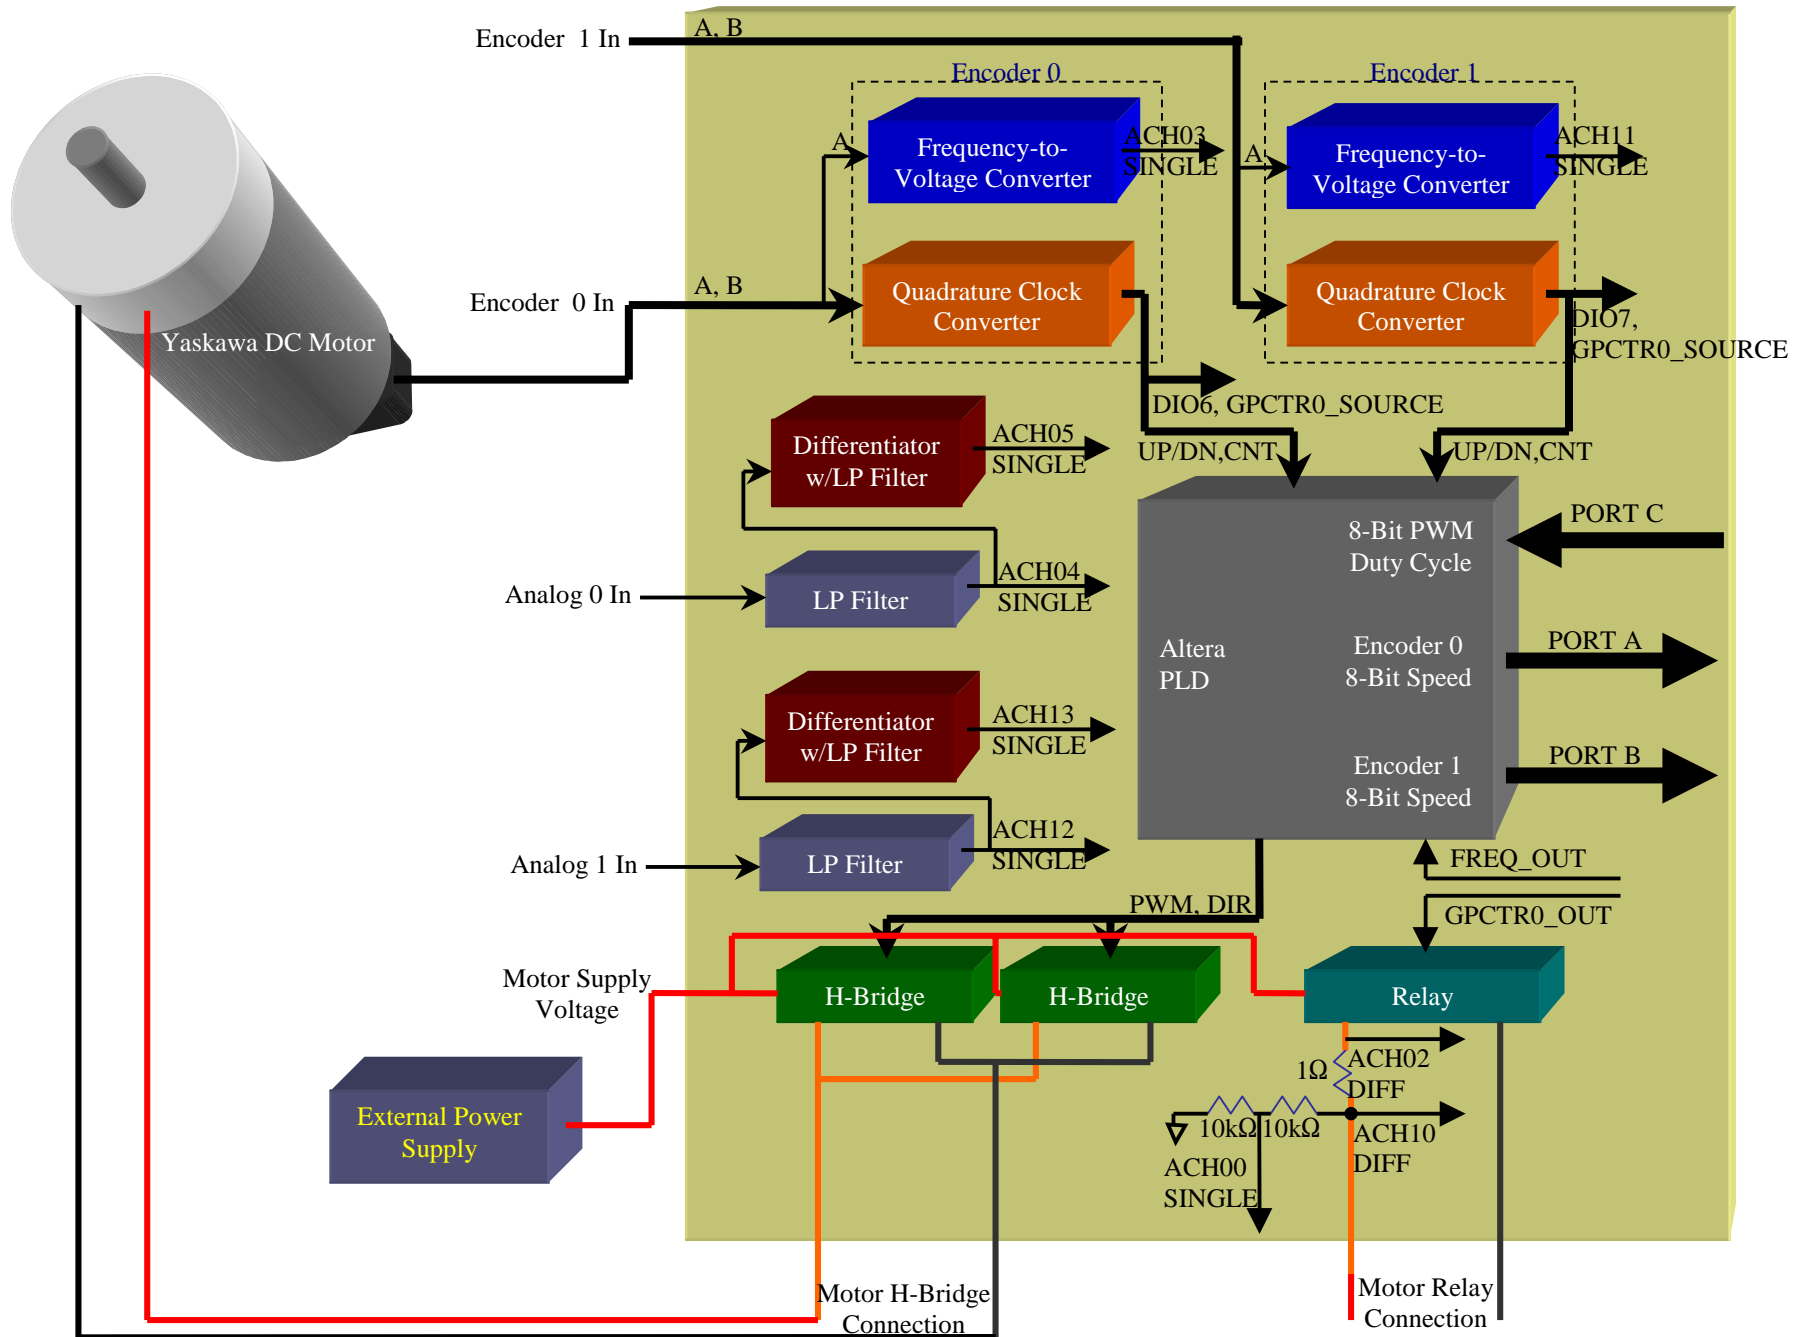 Encoder 1 In
A, B
Encoder 0
Encoder 1
A
Frequency-to-
Voltage Converter
ACH03
SINGLE
A
Frequency-to-
Voltage Converter
ACH11
SINGLE
Encoder 0 In
A, B
Quadrature Clock
Converter
Quadrature Clock
Converter
DIO7,
GPCTR0_SOURCE
Yaskawa DC Motor
DIO6, GPCTR0_SOURCE
UP/DN,CNT
UP/DN,CNT
Differentiator
w/LP Filter
ACH05
SINGLE
Analog 0 In
LP Filter
ACH04
SINGLE
8-Bit PWM
Duty Cycle
PORT C
Altera
PLD
Encoder 0
8-Bit Speed
PORT A
Differentiator
w/LP Filter
ACH13
SINGLE
Encoder 1
8-Bit Speed
PORT B
Analog 1 In
LP Filter
ACH12
SINGLE
FREQ_OUT
GPCTR0_OUT
PWM, DIR
Motor Supply
Voltage
H-Bridge
H-Bridge
Relay
External Power
Supply
1Ω
ACH02
DIFF
10kΩ
10kΩ
ACH10
DIFF
ACH00
SINGLE
Motor H-Bridge
Connection
Motor Relay
Connection